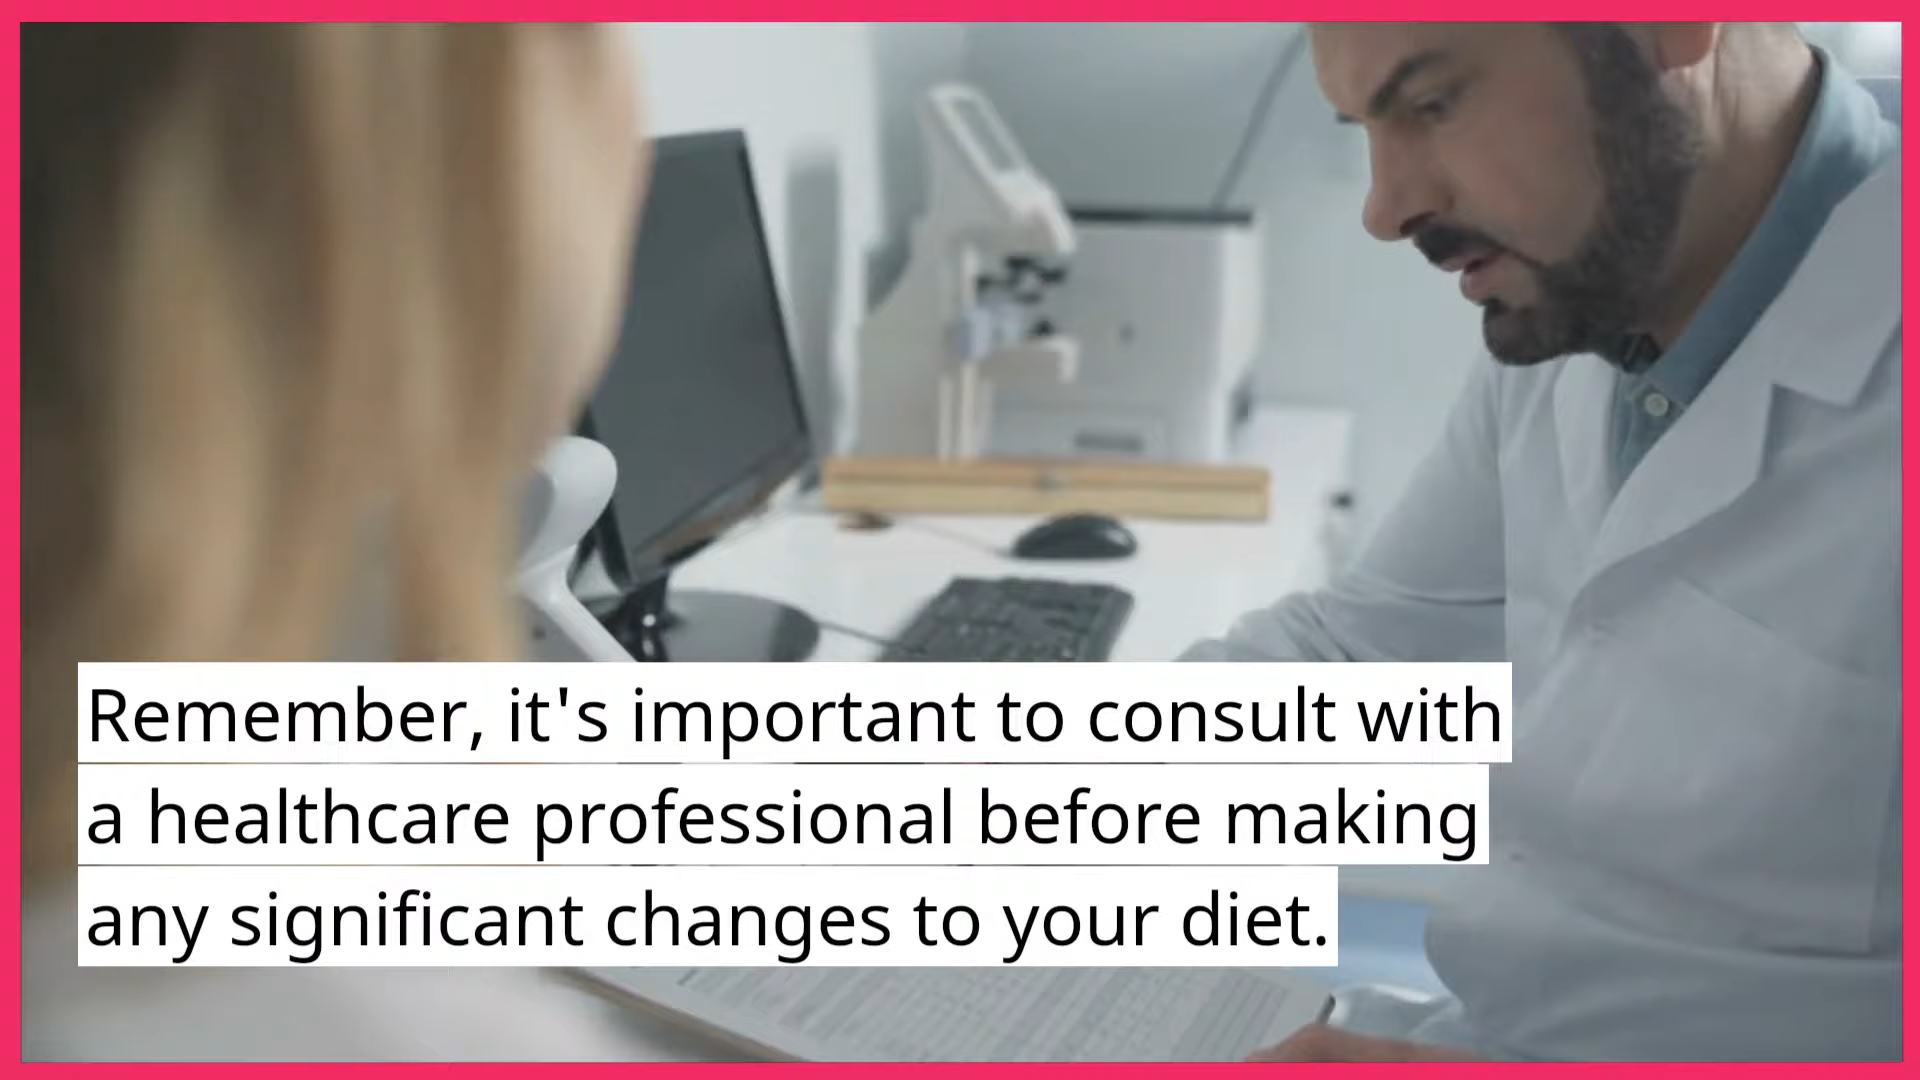 Remember, it's important to consult with
a healthcare professional before making
any significant changes to your diet.